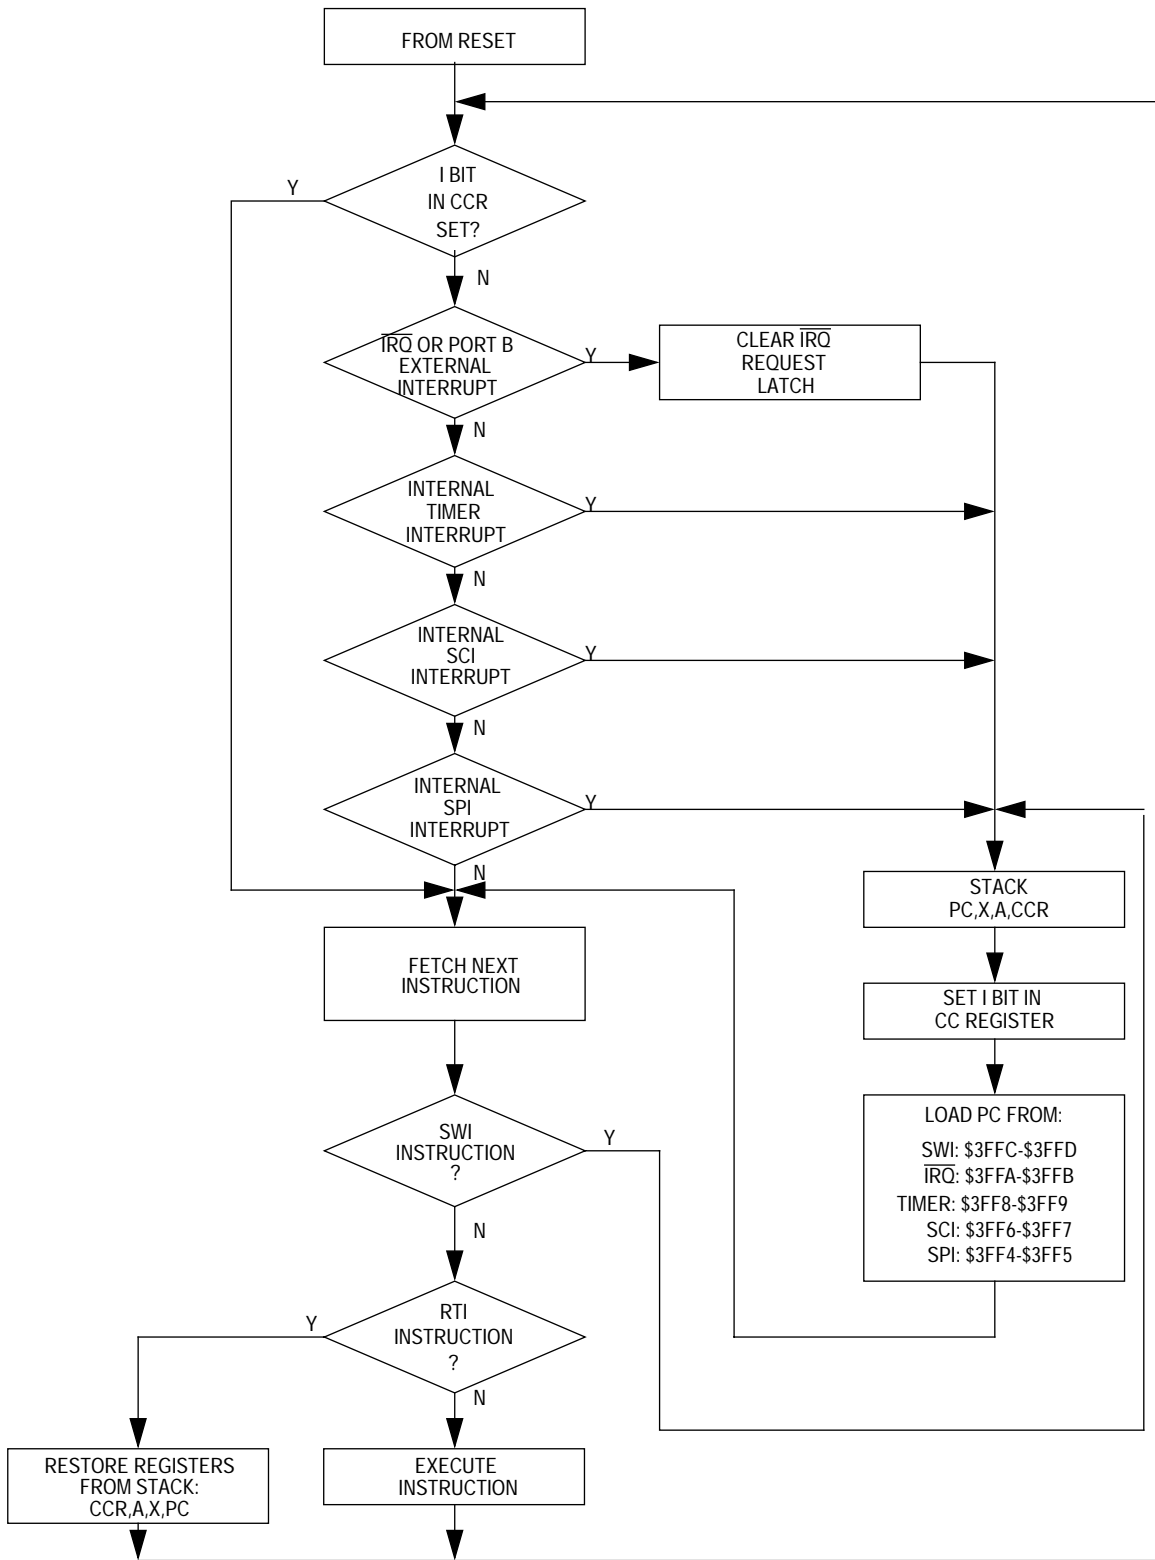 FROM RESET
I BIT
IN CCR
SET?
Y
N
IRQ OR PORT B
EXTERNAL
INTERRUPT
Y
CLEAR IRQ
REQUEST
LATCH
N
INTERNAL
TIMER
INTERRUPT
Y
N
INTERNAL
SCI
INTERRUPT
Y
N
INTERNAL
SPI
INTERRUPT
Y
N
STACK
PC,X,A,CCR
FETCH NEXT
INSTRUCTION
SET I BIT IN
CC REGISTER
SWI
INSTRUCTION
?
Y
N
LOAD PC FROM:
SWI: $3FFC-$3FFD
IRQ: $3FFA-$3FFB
TIMER: $3FF8-$3FF9
SCI: $3FF6-$3FF7
SPI: $3FF4-$3FF5
RTI
INSTRUCTION
?
Y
N
RESTORE REGISTERS
FROM STACK:
CCR,A,X,PC
EXECUTE
INSTRUCTION